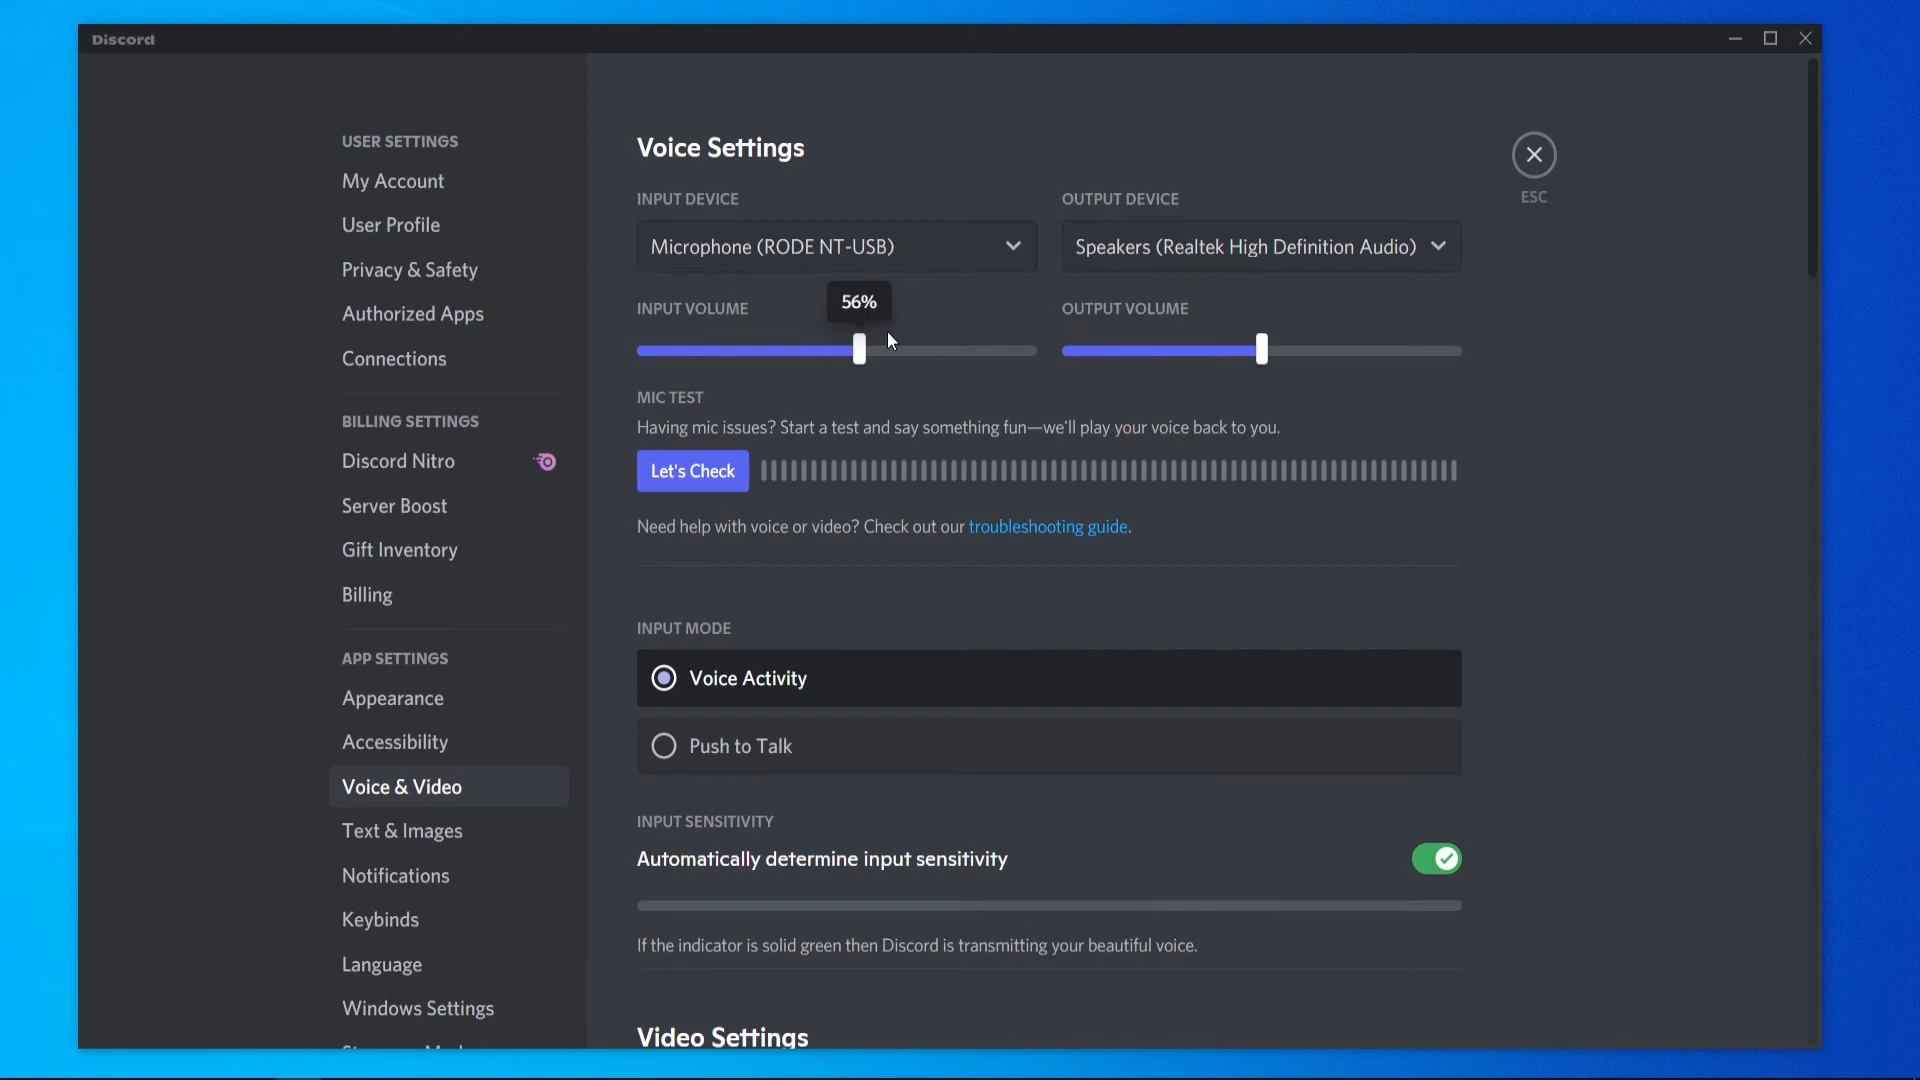 Discord
USER SETTINGS
My Account
User Profile
Privacy & Safety
Authorized Apps
Connections
BILLING SETTINGS
Discord Nitro
Server Boost
Gift Inventory
Billing
APP SETTINGS
Appearance
Accessibility
Voice & Video
Text & Images
Notifications
Keybinds
Language
Windows Settings
Voice Settings
ESC
INPUT DEVICE
Microphone (RODE NT-USB)
OUTPUT DEVICE
Speakers (Realtek High Definition Audio)
INPUT VOLUME
56%
OUTPUT VOLUME
MIC TEST
Having mic issues? Start a test and say something fun—we'll play your voice back to you.
Let's Check
Need help with voice or video? Check out our troubleshooting guide.
INPUT MODE
Voice Activity
Push to Talk
INPUT SENSITIVITY
Automatically determine input sensitivity
If the indicator is solid green then Discord is transmitting your beautiful voice.
Video Settings